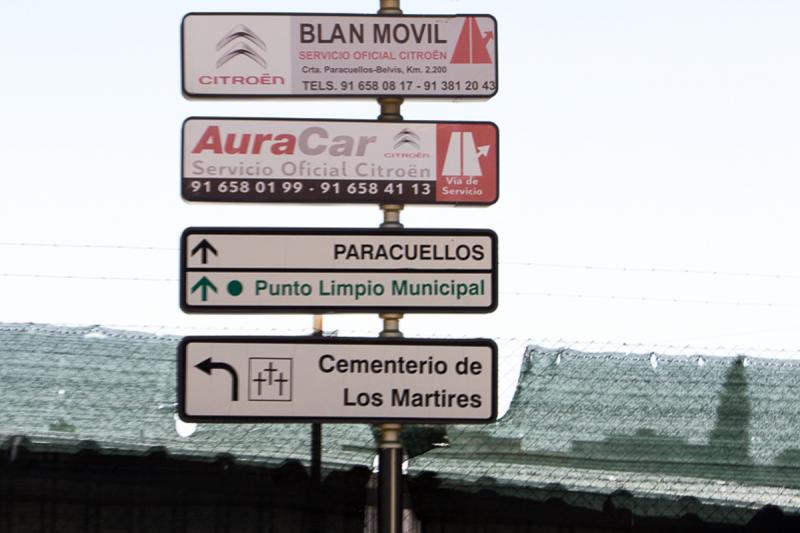 BLAN MOVIL
SERVICIO OFICIAL CITROËN
Crta. Paracuellos-Belvis, Km. 2.200
CITROËN
TELS. 91 658 08 17 - 91 381 20 43
AuraCar
CITROËN
Servicio Oficial Citroën
91 658 01 99 - 91 658 41 13
Vía de
Servicio
PARACUELLOS
Punto Limpio Municipal
Cementerio de
Los Martires